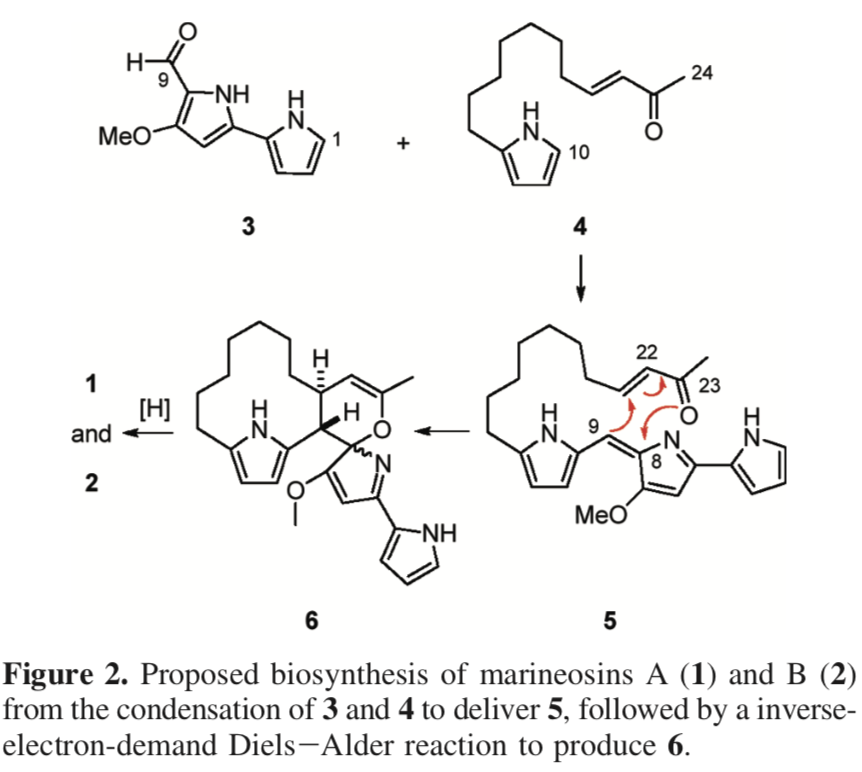 O
H
9
NH
H
N
MeO
1
3
+
24
O
H
N
10
4
22
23
O
H
N
9
N
8
H
N
MeO
5
H
H
N
H
O
N
O
NH
6
[H]
1
and
2
Figure 2. Proposed biosynthesis of marineosins A (1) and B (2)
from the condensation of 3 and 4 to deliver 5, followed by a inverse-
electron-demand Diels−Alder reaction to produce 6.